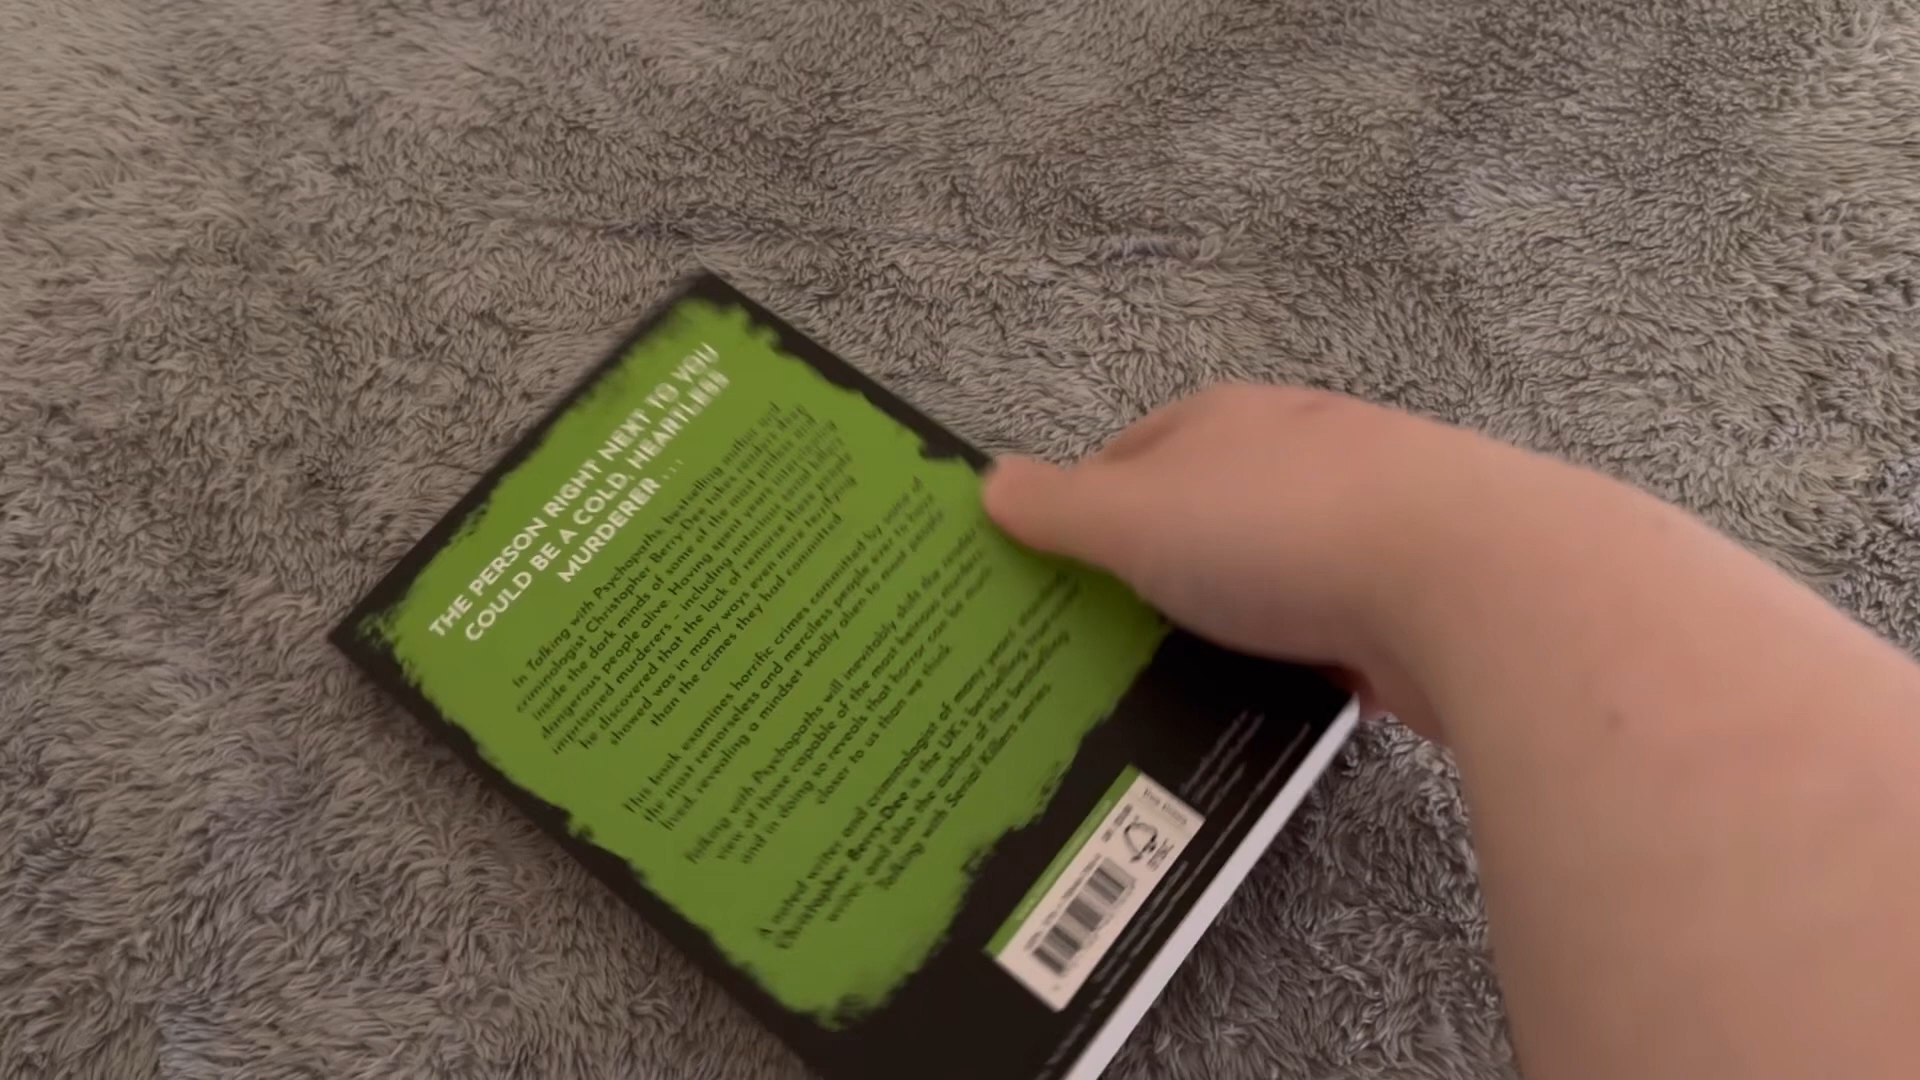 THE PERSON RIGHT NEXT TO YOU
COULD BE A COLD, HEARTLESS
MURDERER ...
In Talking with Psychopaths, bestselling author and
criminologist Christopher Berry-Dee takes readers deep
inside the dark minds of some of the most pitiless and
dangerous people alive. Having spent years interviewing
imprisoned murderers – including notorious serial killers –
he discovered that the lack of remorse these people
showed was in many ways even more terrifying
than the crimes they had committed.
This book examines horrific crimes committed by some of
the most remorseless and merciless people ever to have
lived, revealing a mindset wholly alien to most people.
Talking with Psychopaths will inevitably shift the reader's
view of those capable of the most heinous murders,
and in doing so reveals that horror can be much
closer to us than we think.
A noted writer and criminologist of many years
Christopher Berry-Dee is the UK's bestselling true-crime
writer, and also the author of the bestselling
Talking with Serial Killers series.